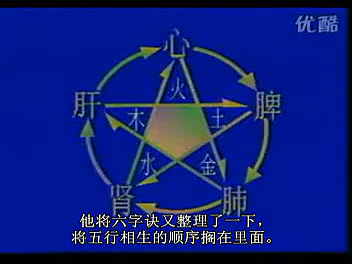 优酷
心
肝
火
脾
木
土
水
金
肾
肺
他将六字诀又整理了一下，
将五行相生的顺序搁在里面。